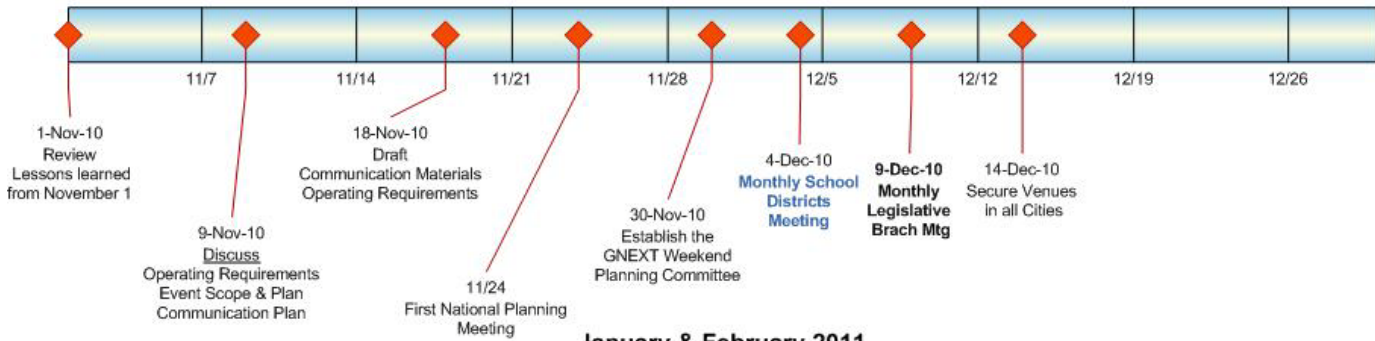 11/7
11/14
11/21
11/28
12/5
12/12
12/19
12/26
1-Nov-10
Review
Lessons learned
from November 1
9-Nov-10
Discuss
Operating Requirements
Event Scope & Plan
Communication Plan
18-Nov-10
Draft
Communication Materials
Operating Requirements
11/24
First National Planning
Meeting
30-Nov-10
Establish the
GNEXT Weekend
Planning Committee
4-Dec-10
Monthly School
Districts
Meeting
9-Dec-10
Monthly
Legislative
Brach Mtg
14-Dec-10
Secure Venues
in all Cities
January & February 2011